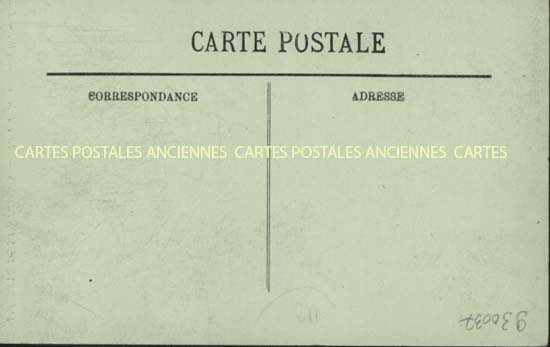 CARTE POSTALE
CORRESPONDANCE
ADRESSE
CARTES POSTALES ANCIENNES CARTES POSTALES ANCIENNES CARTES